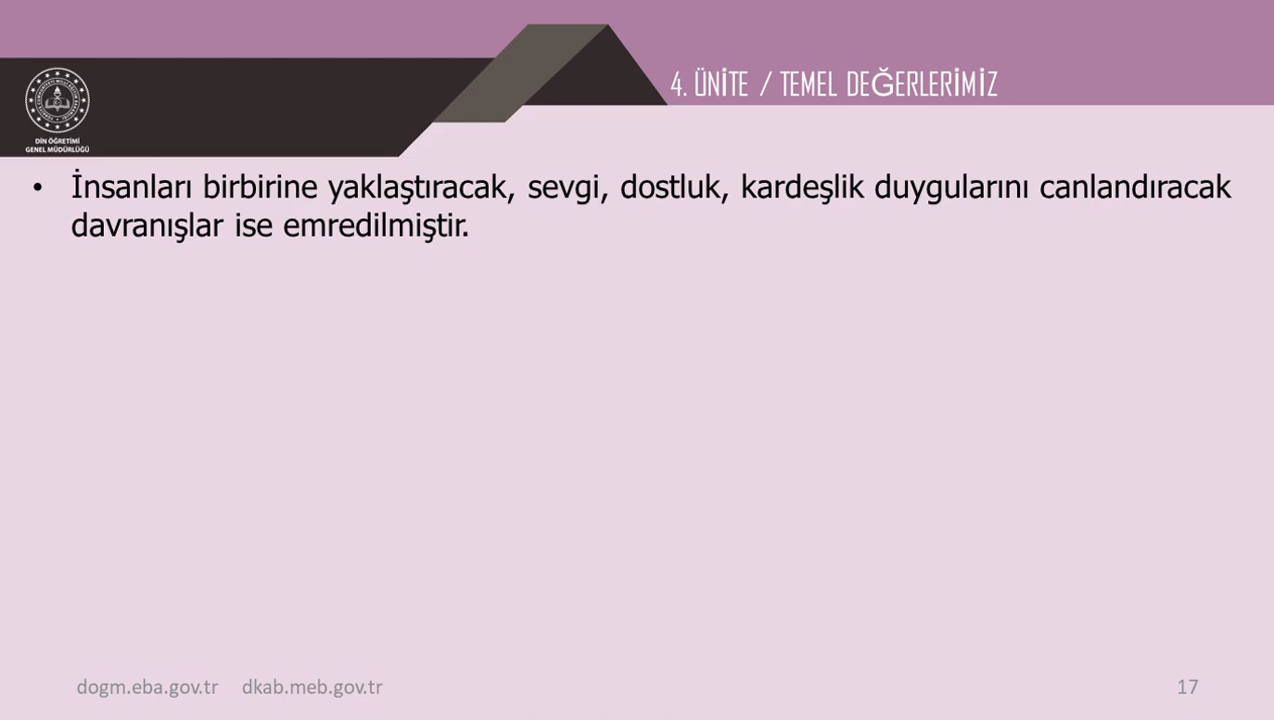 4. ÜNİTE / TEMEL DEĞERLERİMİZ
DİN ÖĞRETİMİ
GENEL MÜDÜRLÜĞÜ
• İnsanları birbirine yaklaştıracak, sevgi, dostluk, kardeşlik duygularını canlandıracak
davranışlar ise emredilmiştir.
dogm.eba.gov.tr dkab.meb.gov.tr
17